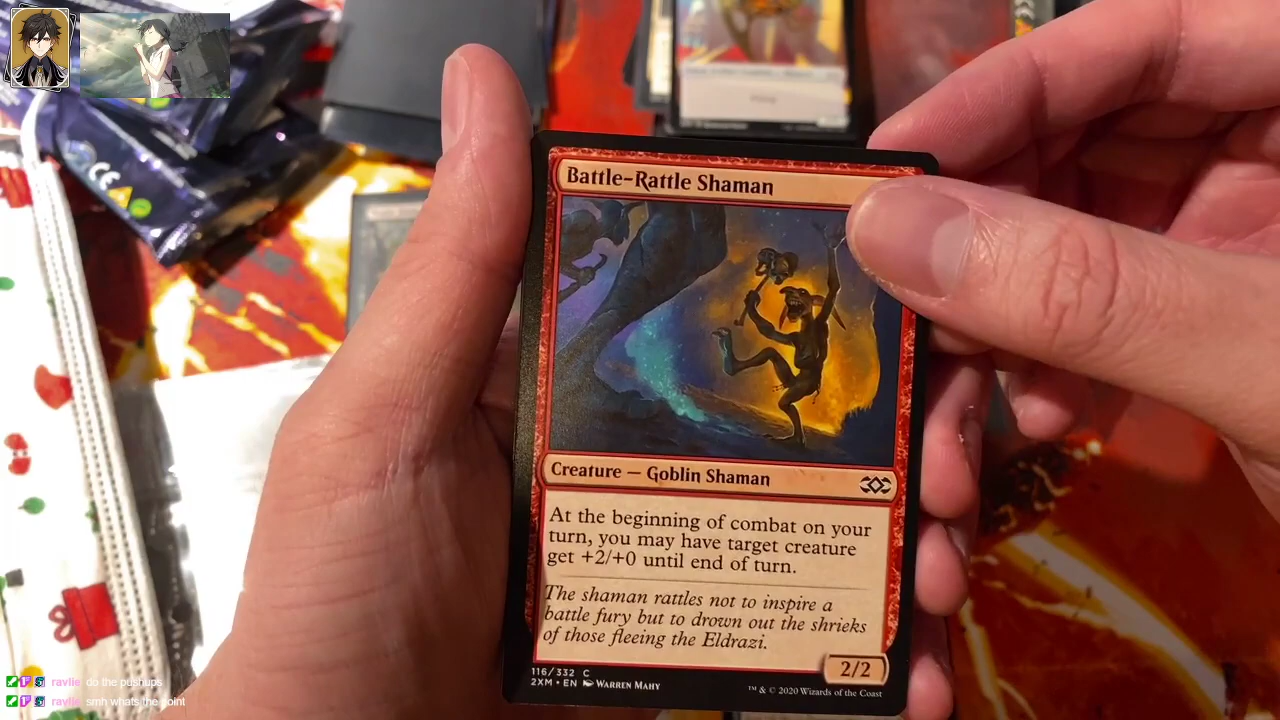 Battle-Rattle Shaman
Creature — Goblin Shaman
At the beginning of combat on your
turn, you may have target creature
get +2/+0 until end of turn.
The shaman rattles not to inspire a
battle fury but to drown out the shrieks
of those fleeing the Eldrazi.
2/2
116/332 C
2XM • EN Warren Mahy
™ & © 2020 Wizards of the Coast
CE
ravlie do the pushups
ravlie smh whats the point